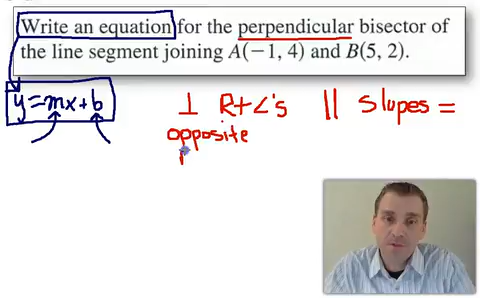 Write an equation for the perpendicular bisector of
the line segment joining A(−1, 4) and B(5, 2).
y = mx + b
⊥ Rt ∠'s || slopes =
opposite